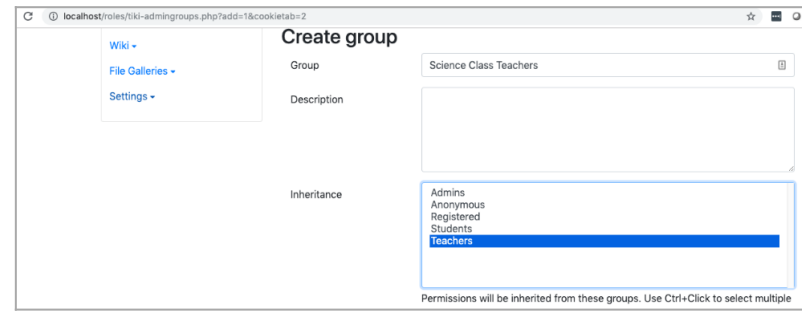 localhost/roles/tiki-admingroups.php?add=1&cookietab=2
Wiki
File Galleries
Settings
Create group
Group
Science Class Teachers
Description
Inheritance
Admins
Anonymous
Registered
Students
Teachers
Permissions will be inherited from these groups. Use Ctrl+Click to select multiple